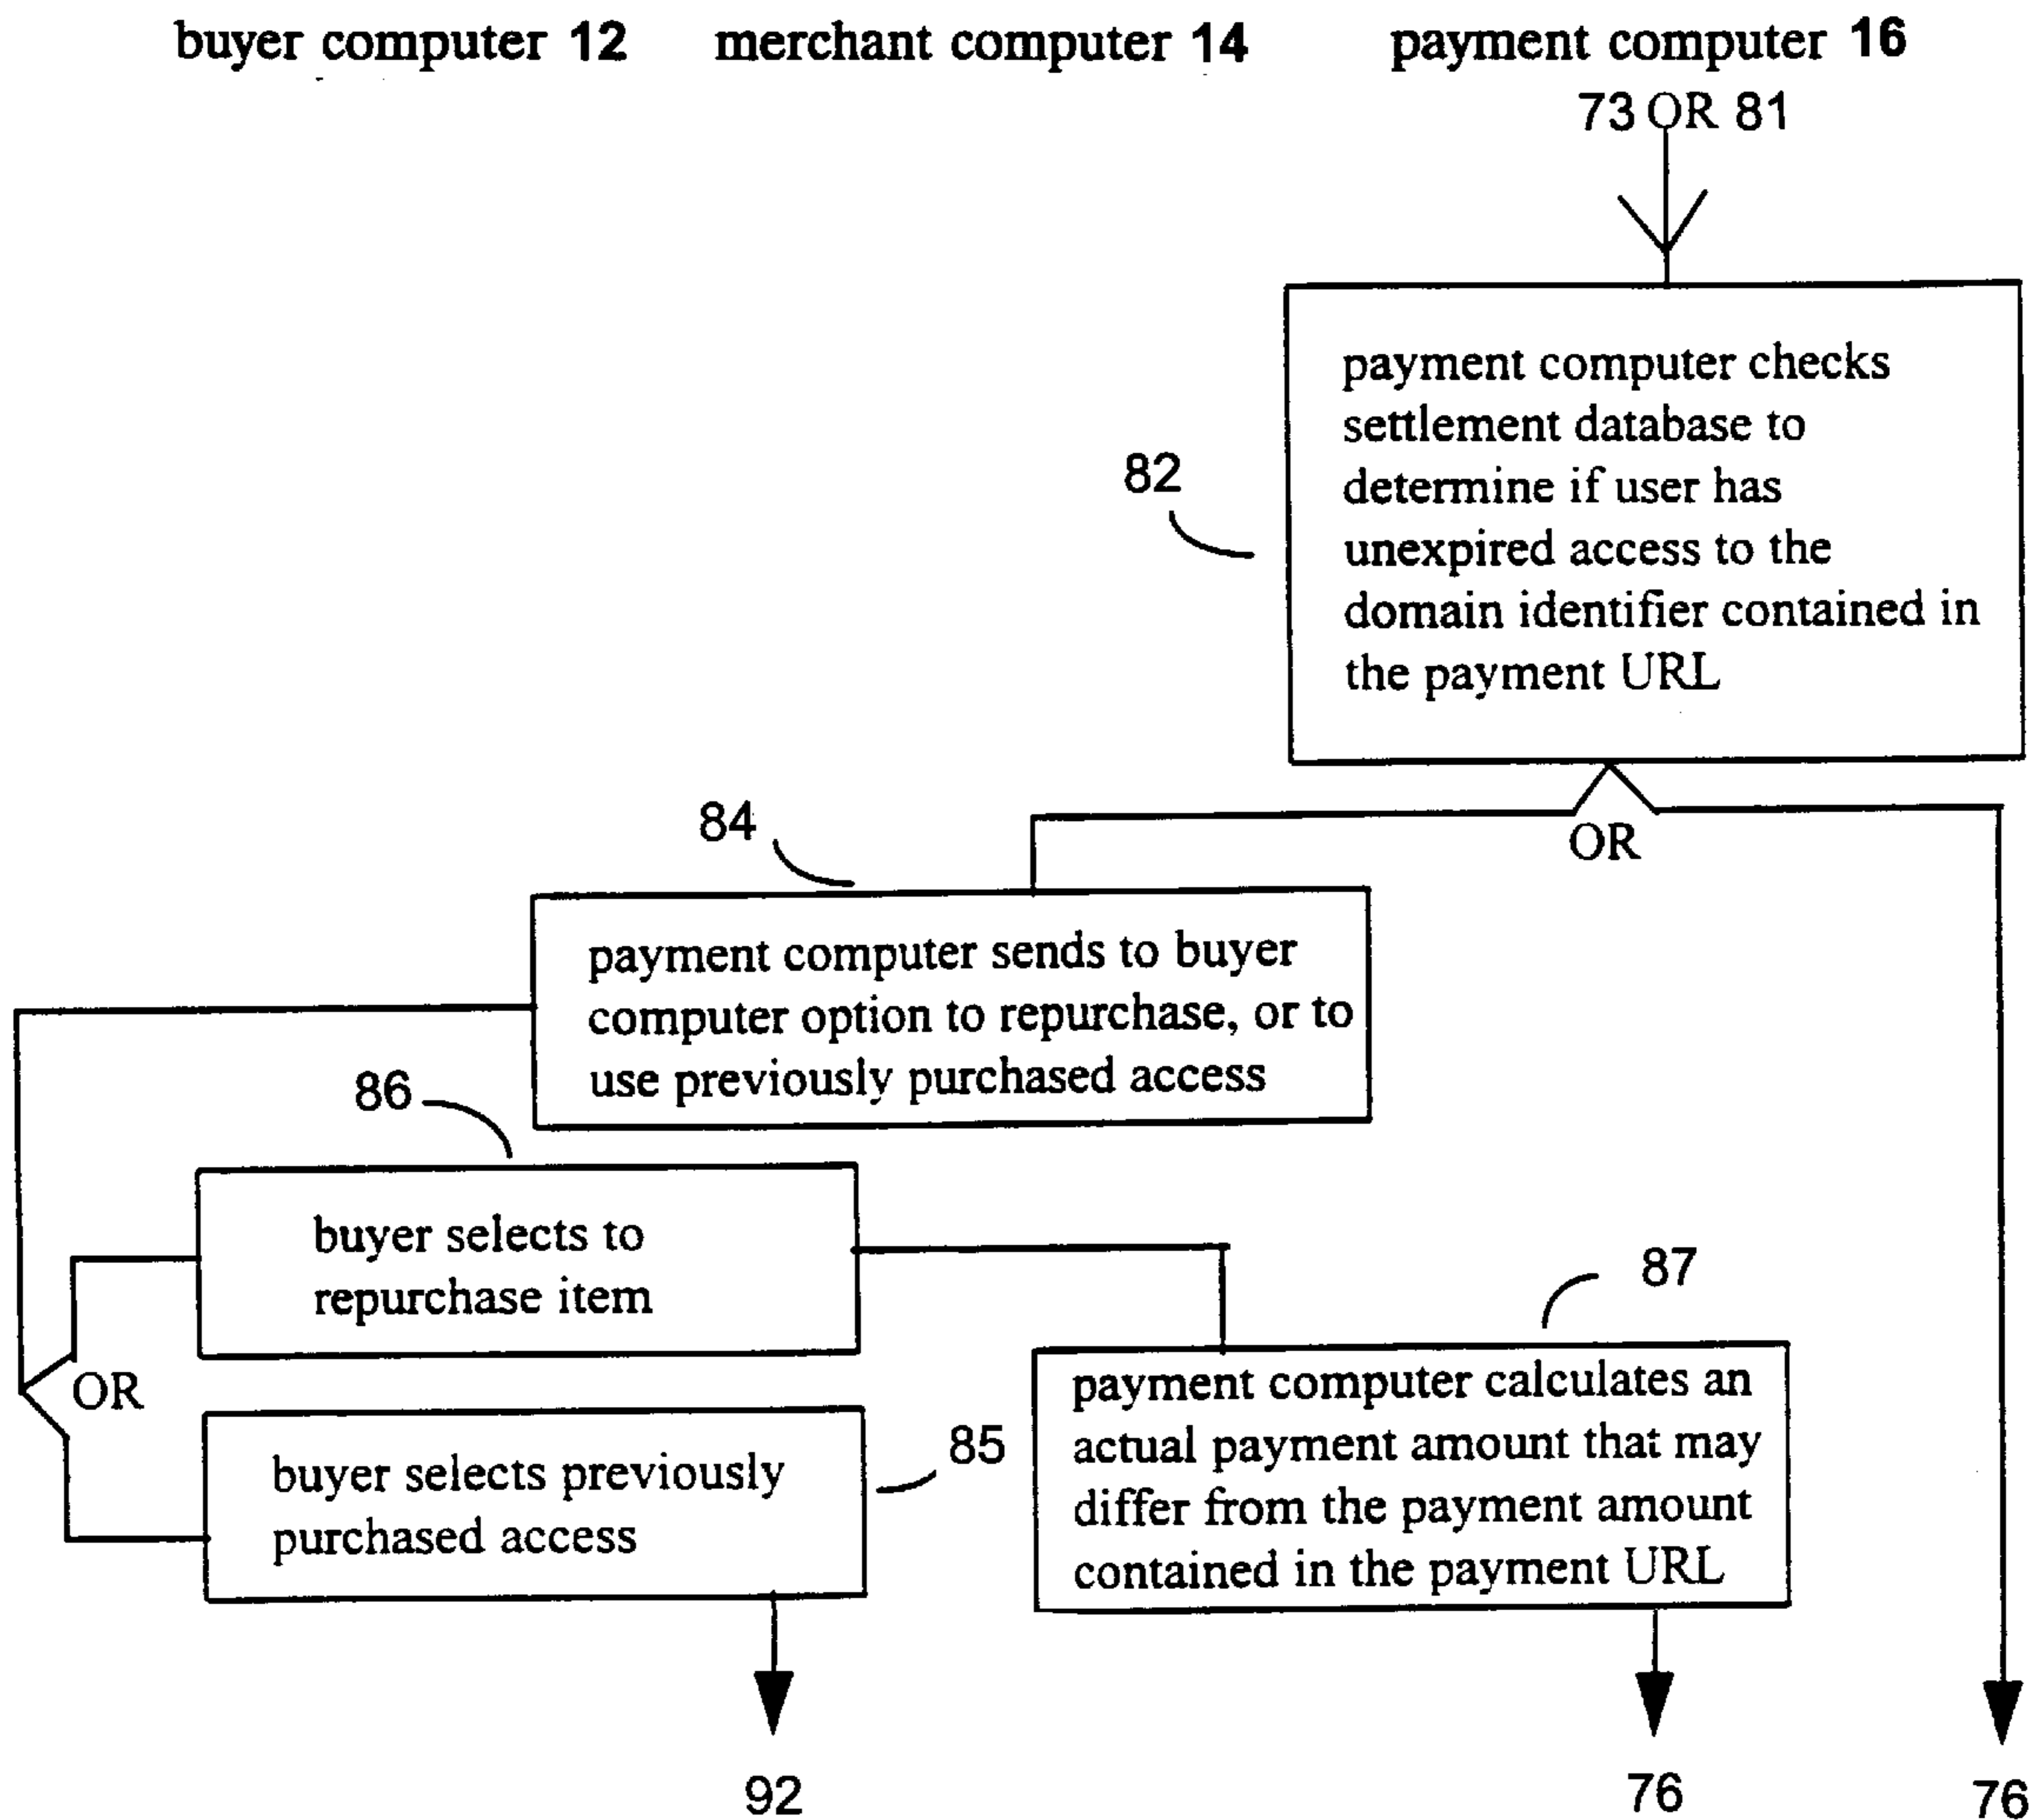 buyer computer 12 merchant computer 14 payment computer 16
73 OR 81
82
payment computer checks
settlement database to
determine if user has
unexpired access to the
domain identifier contained in
the payment URL
OR
84
payment computer sends to buyer
computer option to repurchase, or to
use previously purchased access
86
buyer selects to
repurchase item
OR
85
buyer selects previously
purchased access
87
payment computer calculates an
actual payment amount that may
differ from the payment amount
contained in the payment URL
92
76
76